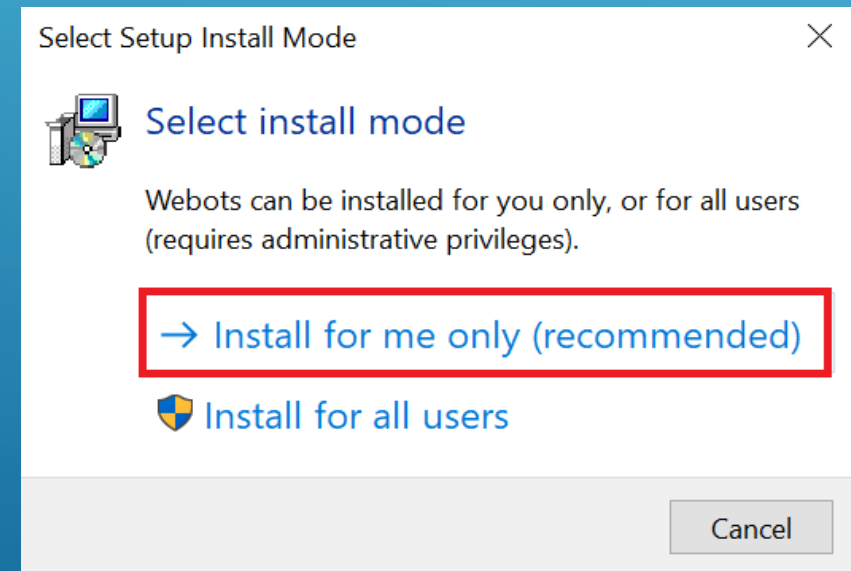 Select Setup Install Mode
Select install mode
Webots can be installed for you only, or for all users
(requires administrative privileges).
→ Install for me only (recommended)
Install for all users
Cancel